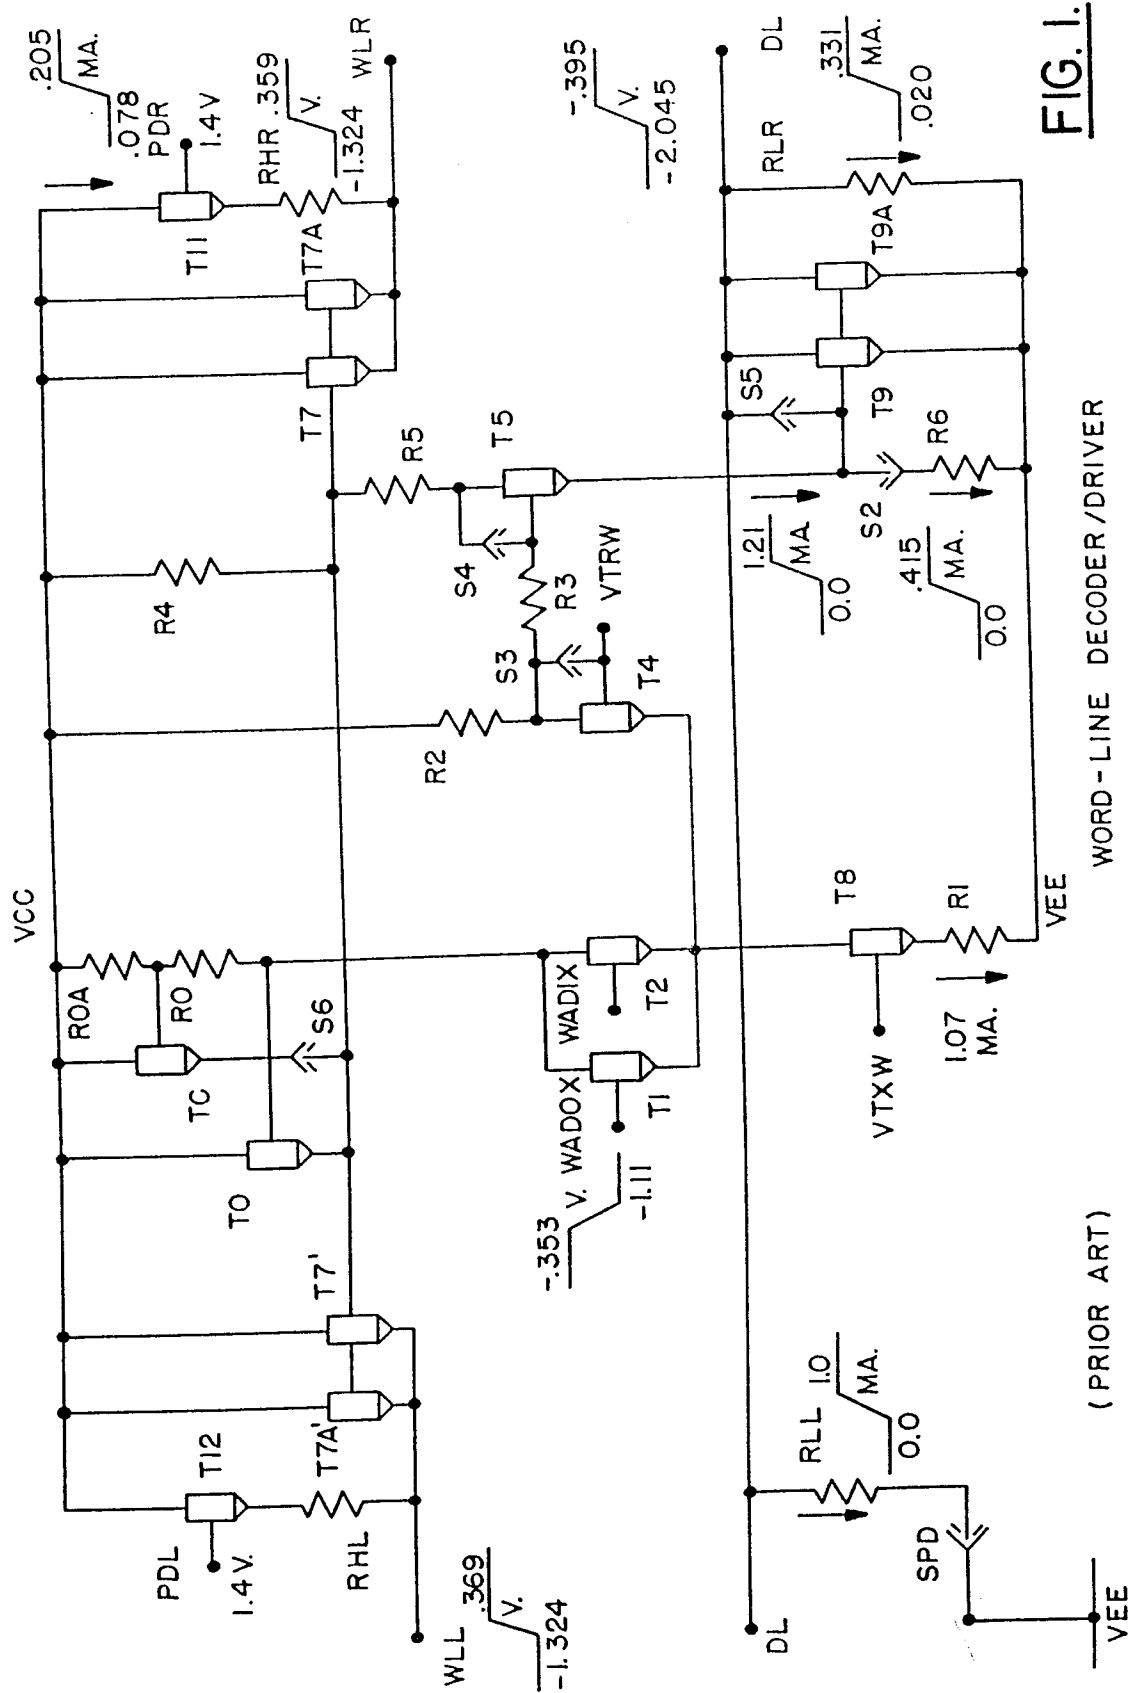 VCC
.205
MA.
.078
PDR
1.4V
T11
RHR
.359
V.
-1.324
WLR
T7A
T7
R4
R5
T5
S4
R3
VTRW
S3
T4
R2
ROA
RO
TC
S6
TO
T7'
T7A'
T12
PDL
1.4V.
RHL
WLL
.369
V.
-1.324
WADOX
WADIX
T1
T2
-.353
V.
-1.11
-.395
V.
-2.045
DL
RLR
.331
MA.
.020
T9A
T9
S5
1.21
MA
0.0
S2
R6
.415
MA.
0.0
T8
VTXW
R1
1.07
MA.
VEE
DL
RLL
1.0
MA.
0.0
SPD
VEE
(PRIOR ART)
WORD-LINE DECODER/DRIVER
FIG. 1.